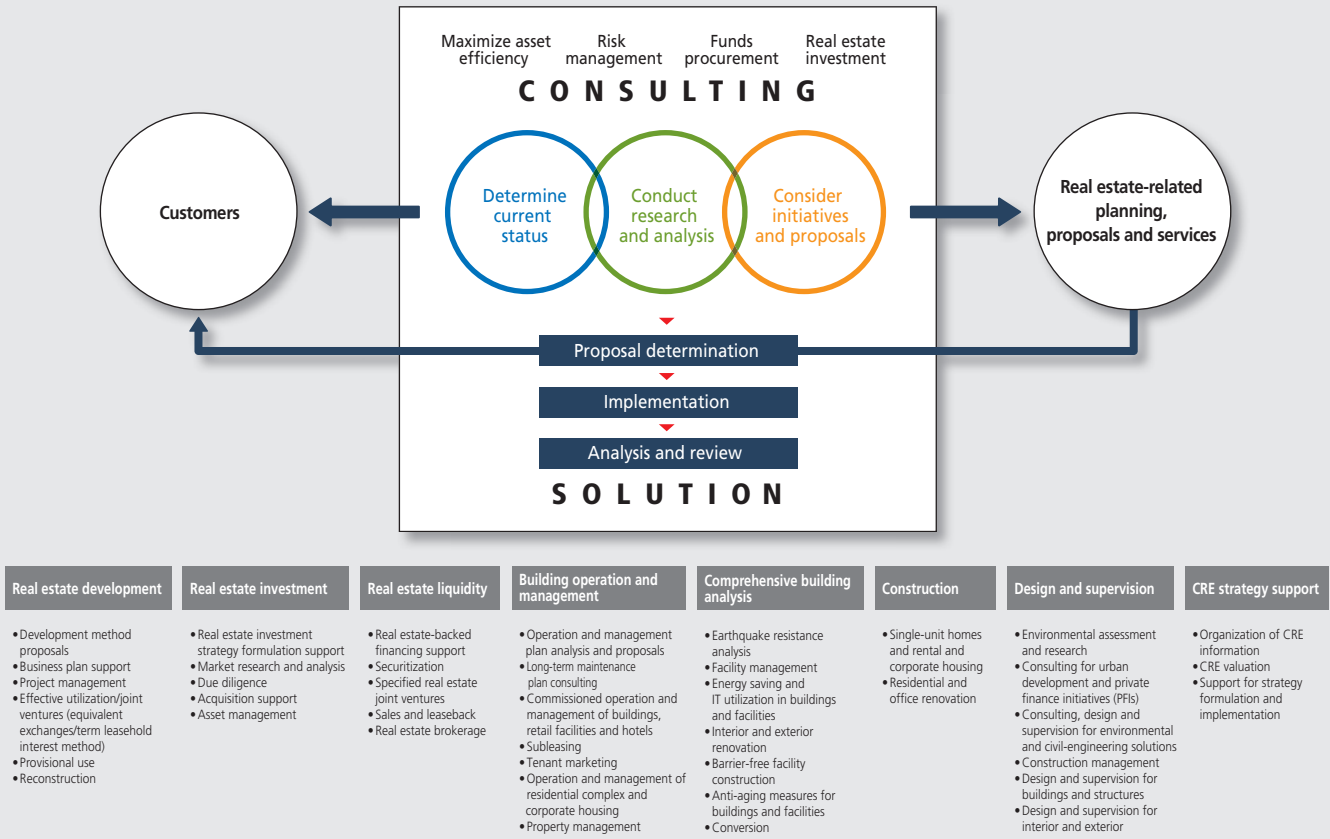 Maximize asset
efficiency
Risk
management
Funds
procurement
Real estate
investment
CONSULTING
Customers
Determine
current
status
Conduct
research
and analysis
Consider
initiatives
and proposals
Real estate-related
planning,
proposals and services
Proposal determination
Implementation
Analysis and review
SOLUTION
Real estate development
•Development method
proposals
•Business plan support
•Project management
•Effective utilization/joint
ventures (equivalent
exchanges/term leasehold
interest method)
•Provisional use
•Reconstruction
Real estate investment
•Real estate investment
strategy formulation support
•Market research and analysis
•Due diligence
•Acquisition support
•Asset management
Real estate liquidity
•Real estate-backed
financing support
•Securitization
•Specified real estate
joint ventures
•Sales and leaseback
•Real estate brokerage
Building operation and
management
•Operation and management
plan analysis and proposals
•Long-term maintenance
plan consulting
•Commissioned operation and
management of buildings,
retail facilities and hotels
•Subleasing
•Tenant marketing
•Operation and management of
residential complex and
corporate housing
•Property management
Comprehensive building
analysis
•Earthquake resistance
analysis
•Facility management
•Energy saving and
IT utilization in buildings
and facilities
•Interior and exterior
renovation
•Barrier-free facility
construction
•Anti-aging measures for
buildings and facilities
•Conversion
Construction
•Single-unit homes
and rental and
corporate housing
•Residential and
office renovation
Design and supervision
•Environmental assessment
and research
•Consulting for urban
development and private
finance initiatives (PFIs)
•Consulting, design and
supervision for environmental
and civil-engineering solutions
•Construction management
•Design and supervision for
buildings and structures
•Design and supervision for
interior and exterior
CRE strategy support
•Organization of CRE
information
•CRE valuation
•Support for strategy
formulation and
implementation